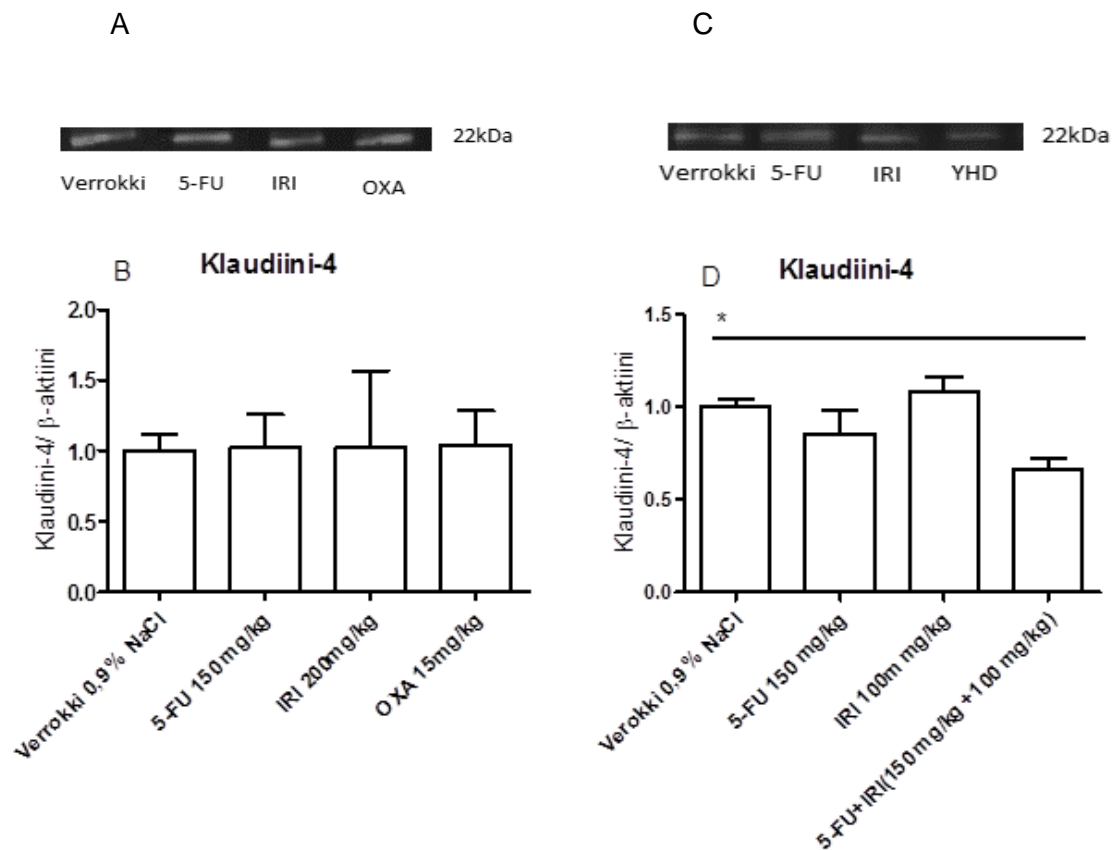 A
22kDa
Verrokki 5-FU IRI OXA
B Klaudiini-4
Klaudiini-4/ β-aktiini
2.0
1.5
1.0
0.5
0.0
Verrokki 0,9% NaCl
5-FU 150mg/kg
IRI 200mg/kg
OXA 15mg/kg
C
22kDa
Verrokki 5-FU IRI YHD
D Klaudiini-4
Klaudiini-4/ β-aktiini
1.5
1.0
0.5
0.0
*
Verokki 0,9% NaCl
5-FU 150 mg/kg
IRI 100m mg/kg
5-FU+IRI(150 mg/kg +100 mg/kg)